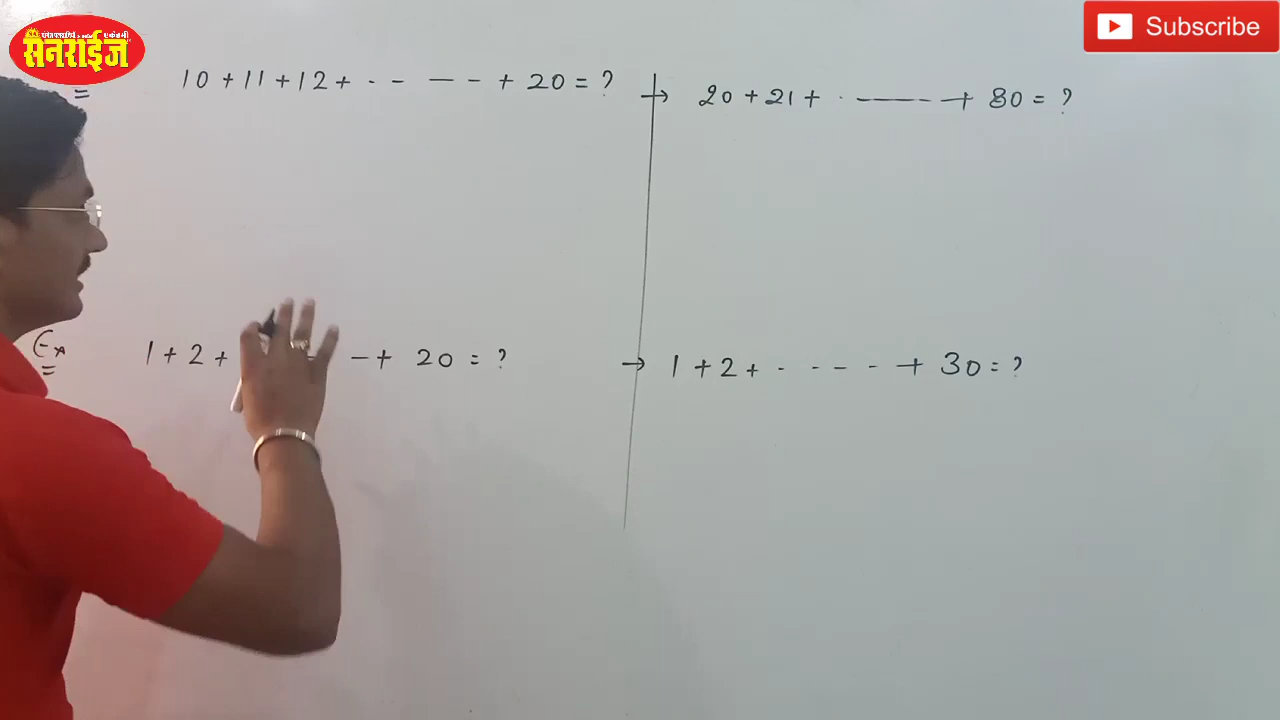 सनराईज
Subscribe
10 + 11 + 12 + - - — - + 20 = ?
→ 20 + 21 + - ——— + 80 = ?
Ex 1 + 2 + - + 20 = ?
→ 1 + 2 + - - - - + 30 = ?